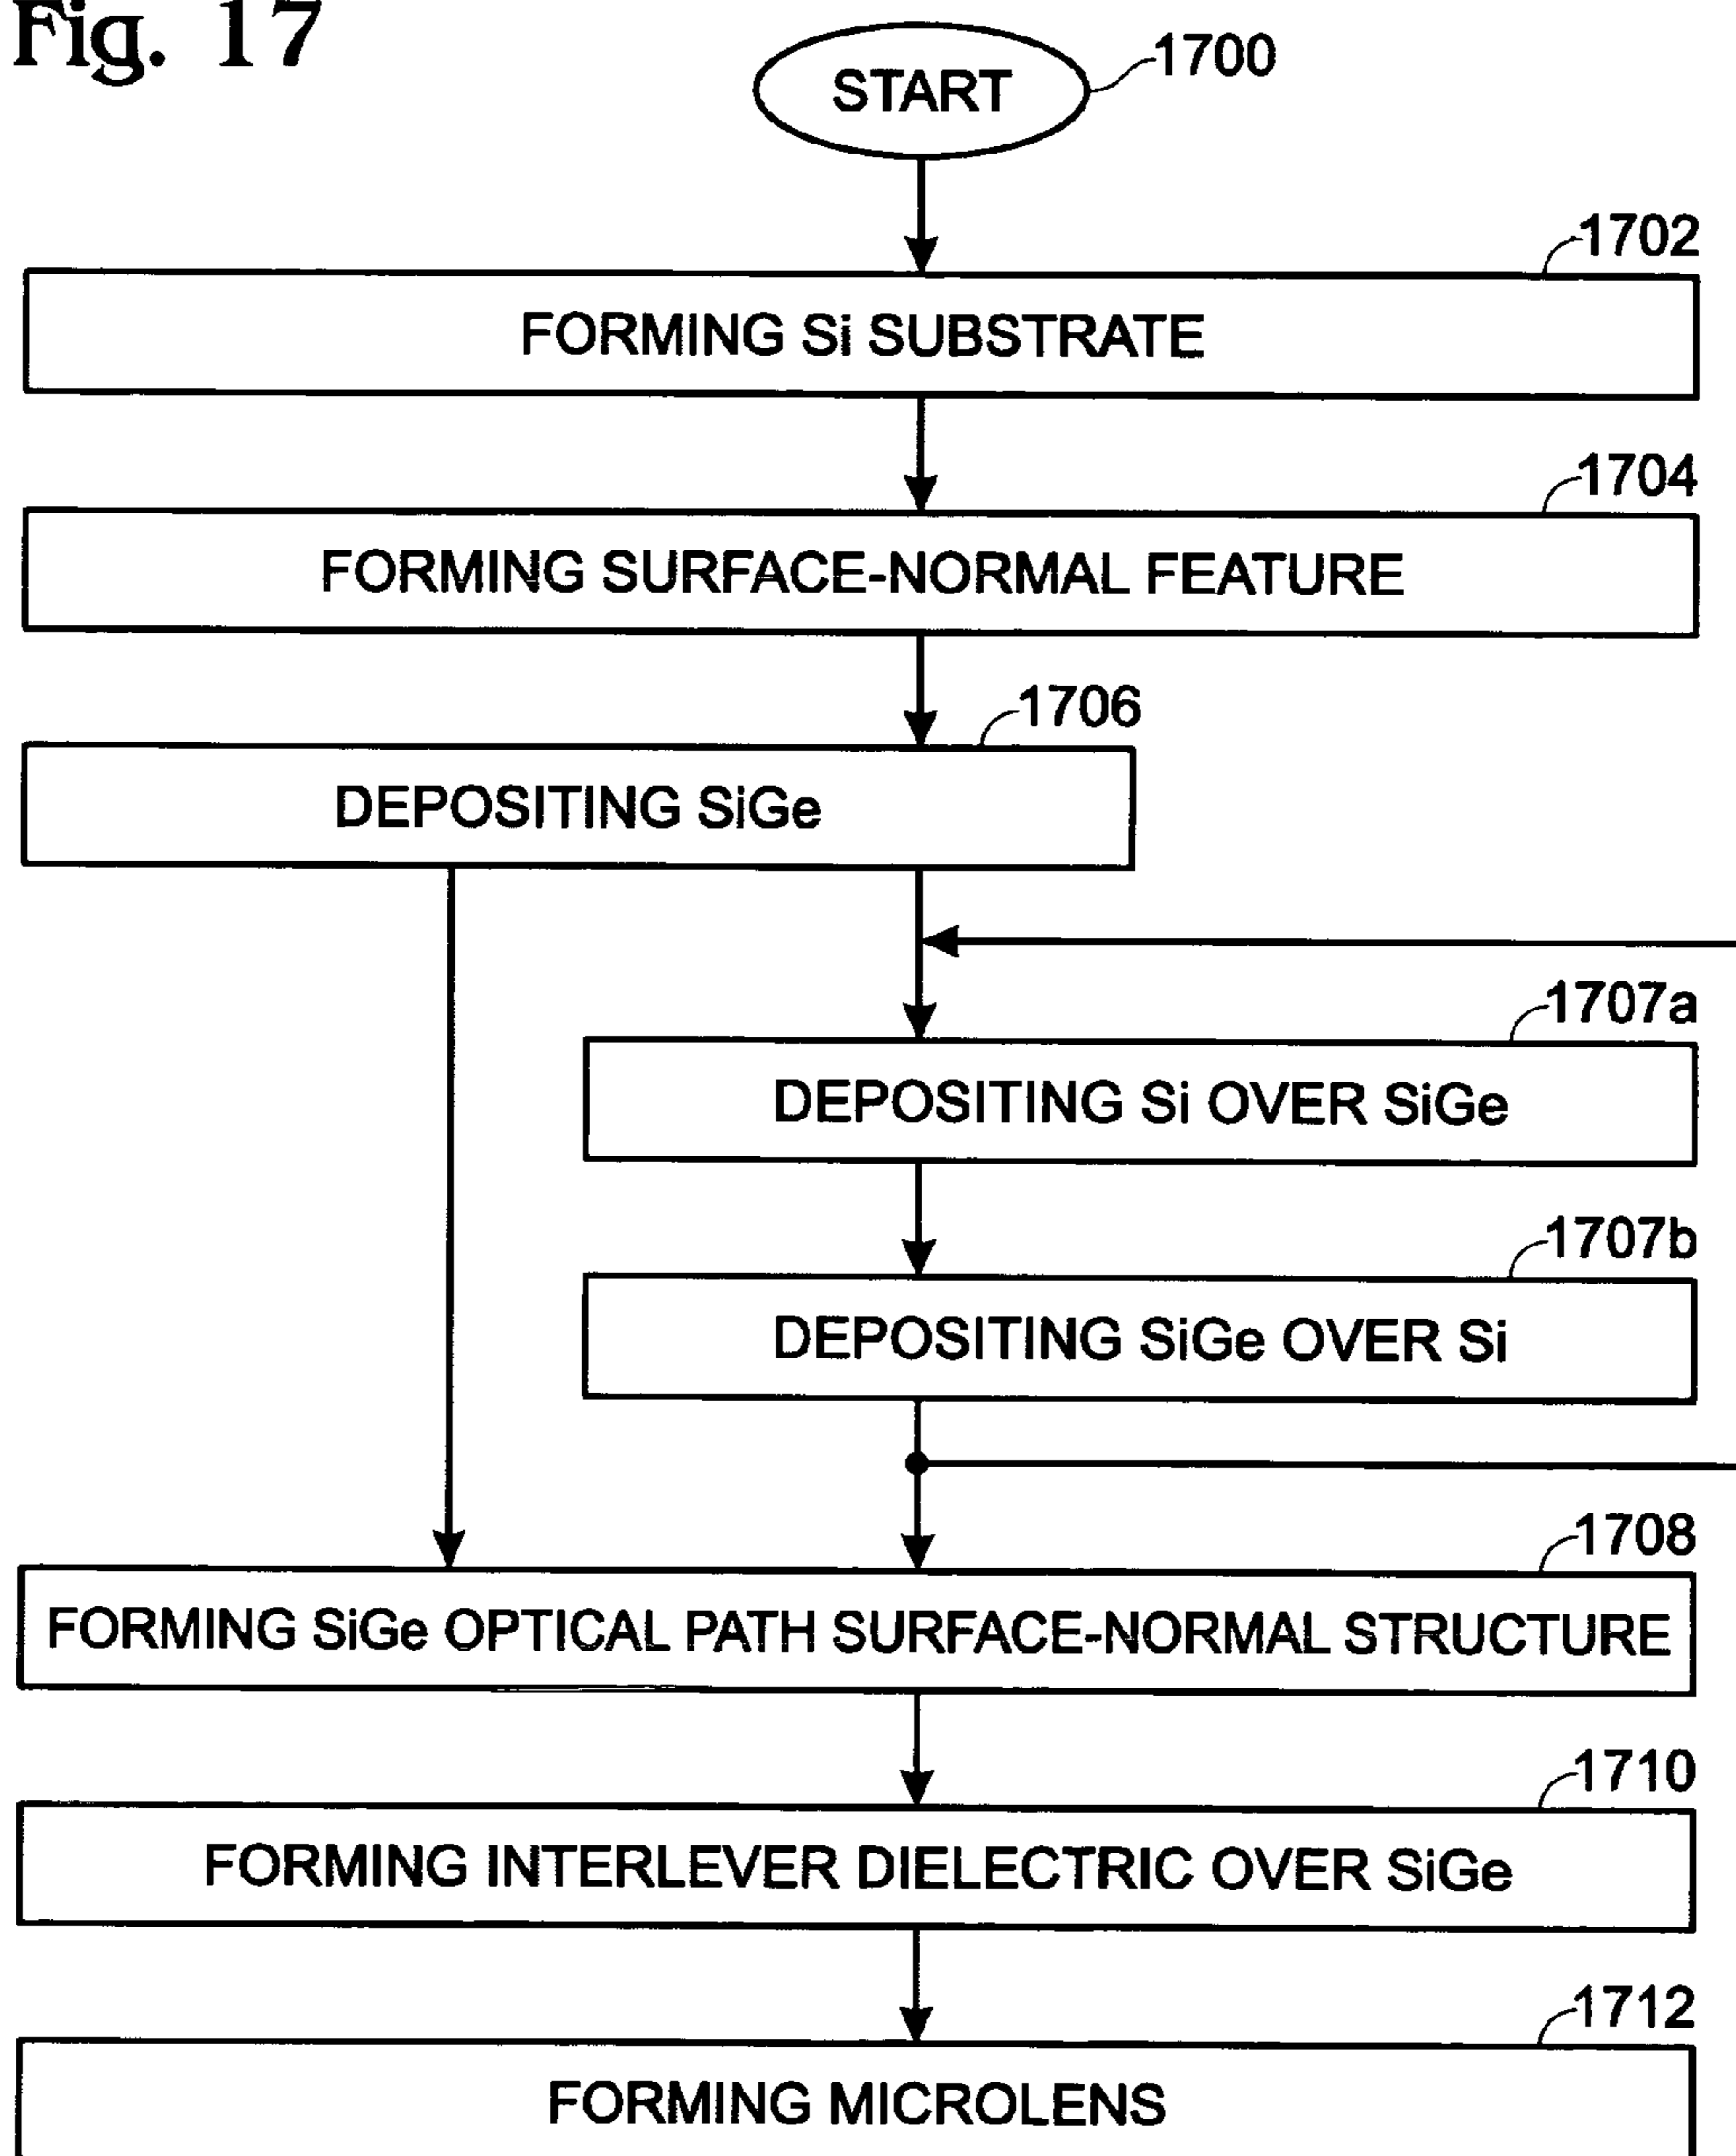 Fig. 17
START
1700
1702
FORMING Si SUBSTRATE
1704
FORMING SURFACE-NORMAL FEATURE
1706
DEPOSITING SiGe
1707a
DEPOSITING Si OVER SiGe
1707b
DEPOSITING SiGe OVER Si
1708
FORMING SiGe OPTICAL PATH SURFACE-NORMAL STRUCTURE
1710
FORMING INTERLEVER DIELECTRIC OVER SiGe
1712
FORMING MICROLENS